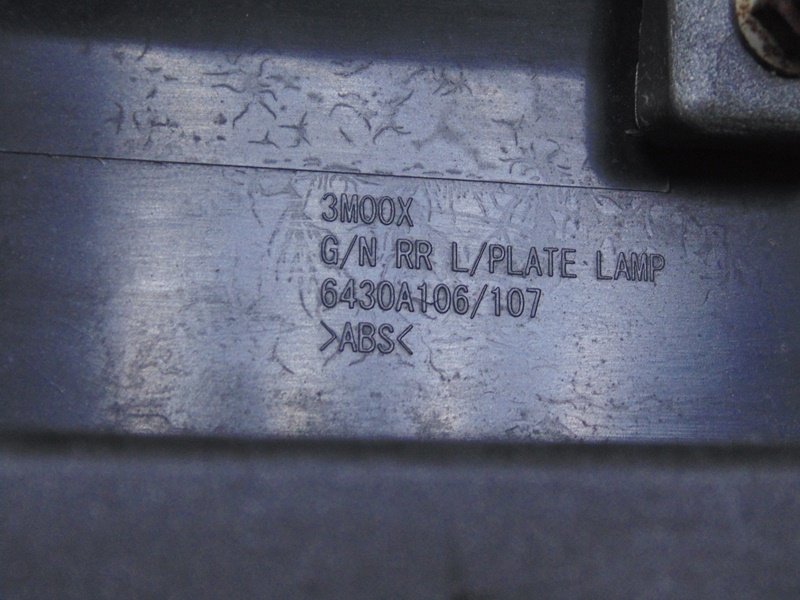 3M00X
G/N RR L/PLATE LAMP
6430A106/107
>ABS<